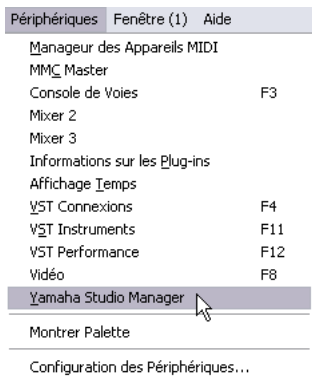 Périphériques Fenêtre (1) Aide
Manageur des Appareils MIDI
MMC Master
Console de Voies F3
Mixer 2
Mixer 3
Informations sur les Plug-ins
Affichage Temps
VST Connexions F4
VST Instruments F11
VST Performance F12
Vidéo F8
Yamaha Studio Manager
Montrer Palette
Configuration des Périphériques...